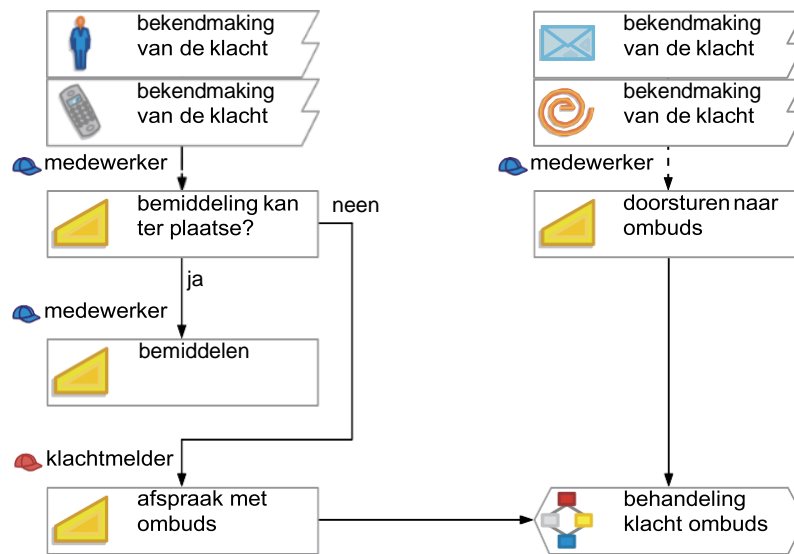 bekendmaking
van de klacht
bekendmaking
van de klacht
medewerker
bemiddeling kan
ter plaatse?
neen
ja
medewerker
bemiddelen
klachtmelder
afspraak met
ombuds
bekendmaking
van de klacht
bekendmaking
van de klacht
medewerker
doorsturen naar
ombuds
behandeling
klacht ombuds